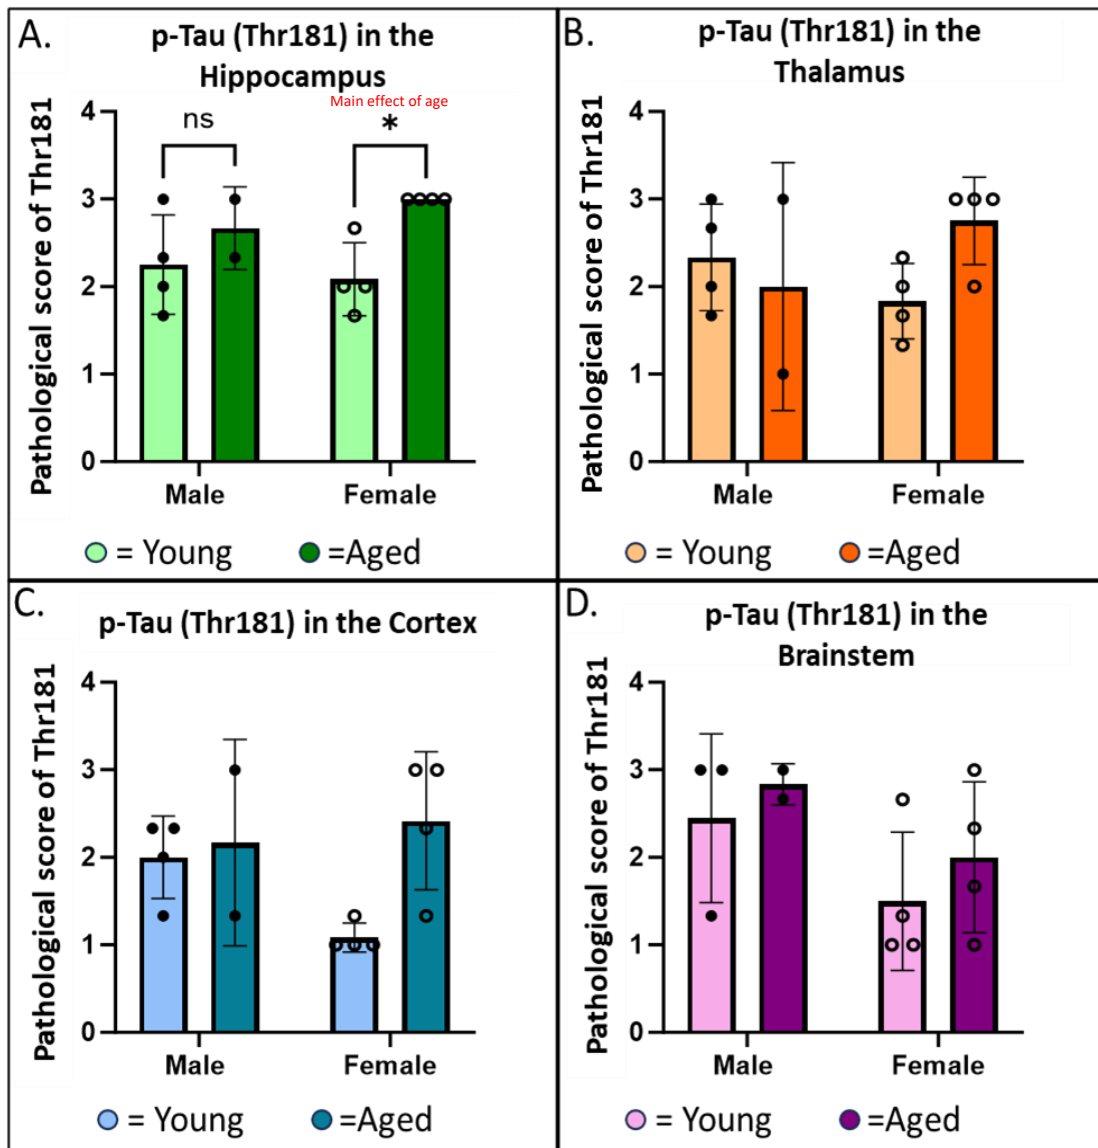 A.
p-Tau (Thr181) in the
Hippocampus
Main effect of age
ns
*
Pathological score of Thr181
4
3
2
1
0
Male
Female
= Young
=Aged
B.
p-Tau (Thr181) in the
Thalamus
Pathological score of Thr181
4
3
2
1
0
Male
Female
= Young
=Aged
C.
p-Tau (Thr181) in the Cortex
Pathological score of Thr181
4
3
2
1
0
Male
Female
= Young
=Aged
D.
p-Tau (Thr181) in the
Brainstem
Pathological score of Thr181
4
3
2
1
0
Male
Female
= Young
=Aged